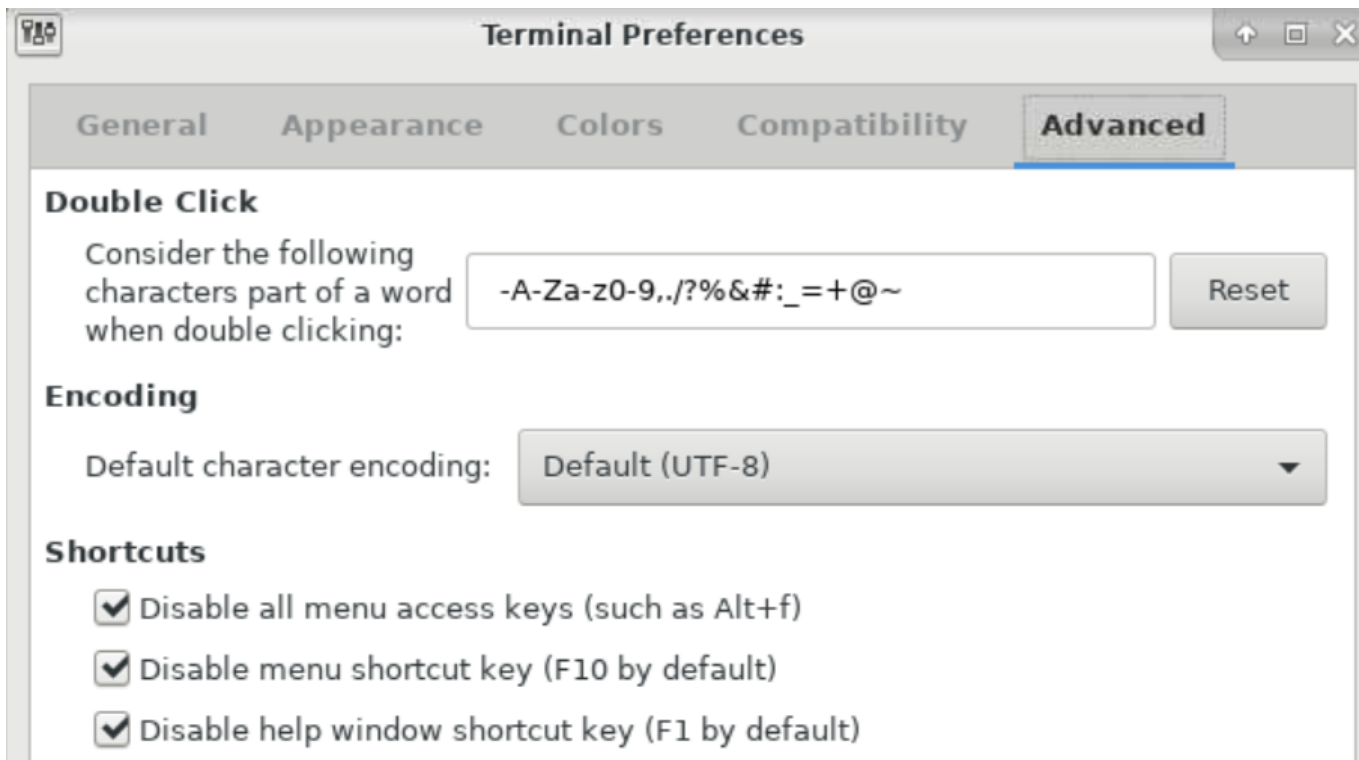 Terminal Preferences
General Appearance Colors Compatibility Advanced
Double Click
Consider the following
characters part of a word
when double clicking:
-A-Za-z0-9,./?%&#:_=+@~
Reset
Encoding
Default character encoding: Default (UTF-8)
Shortcuts
Disable all menu access keys (such as Alt+f)
Disable menu shortcut key (F10 by default)
Disable help window shortcut key (F1 by default)